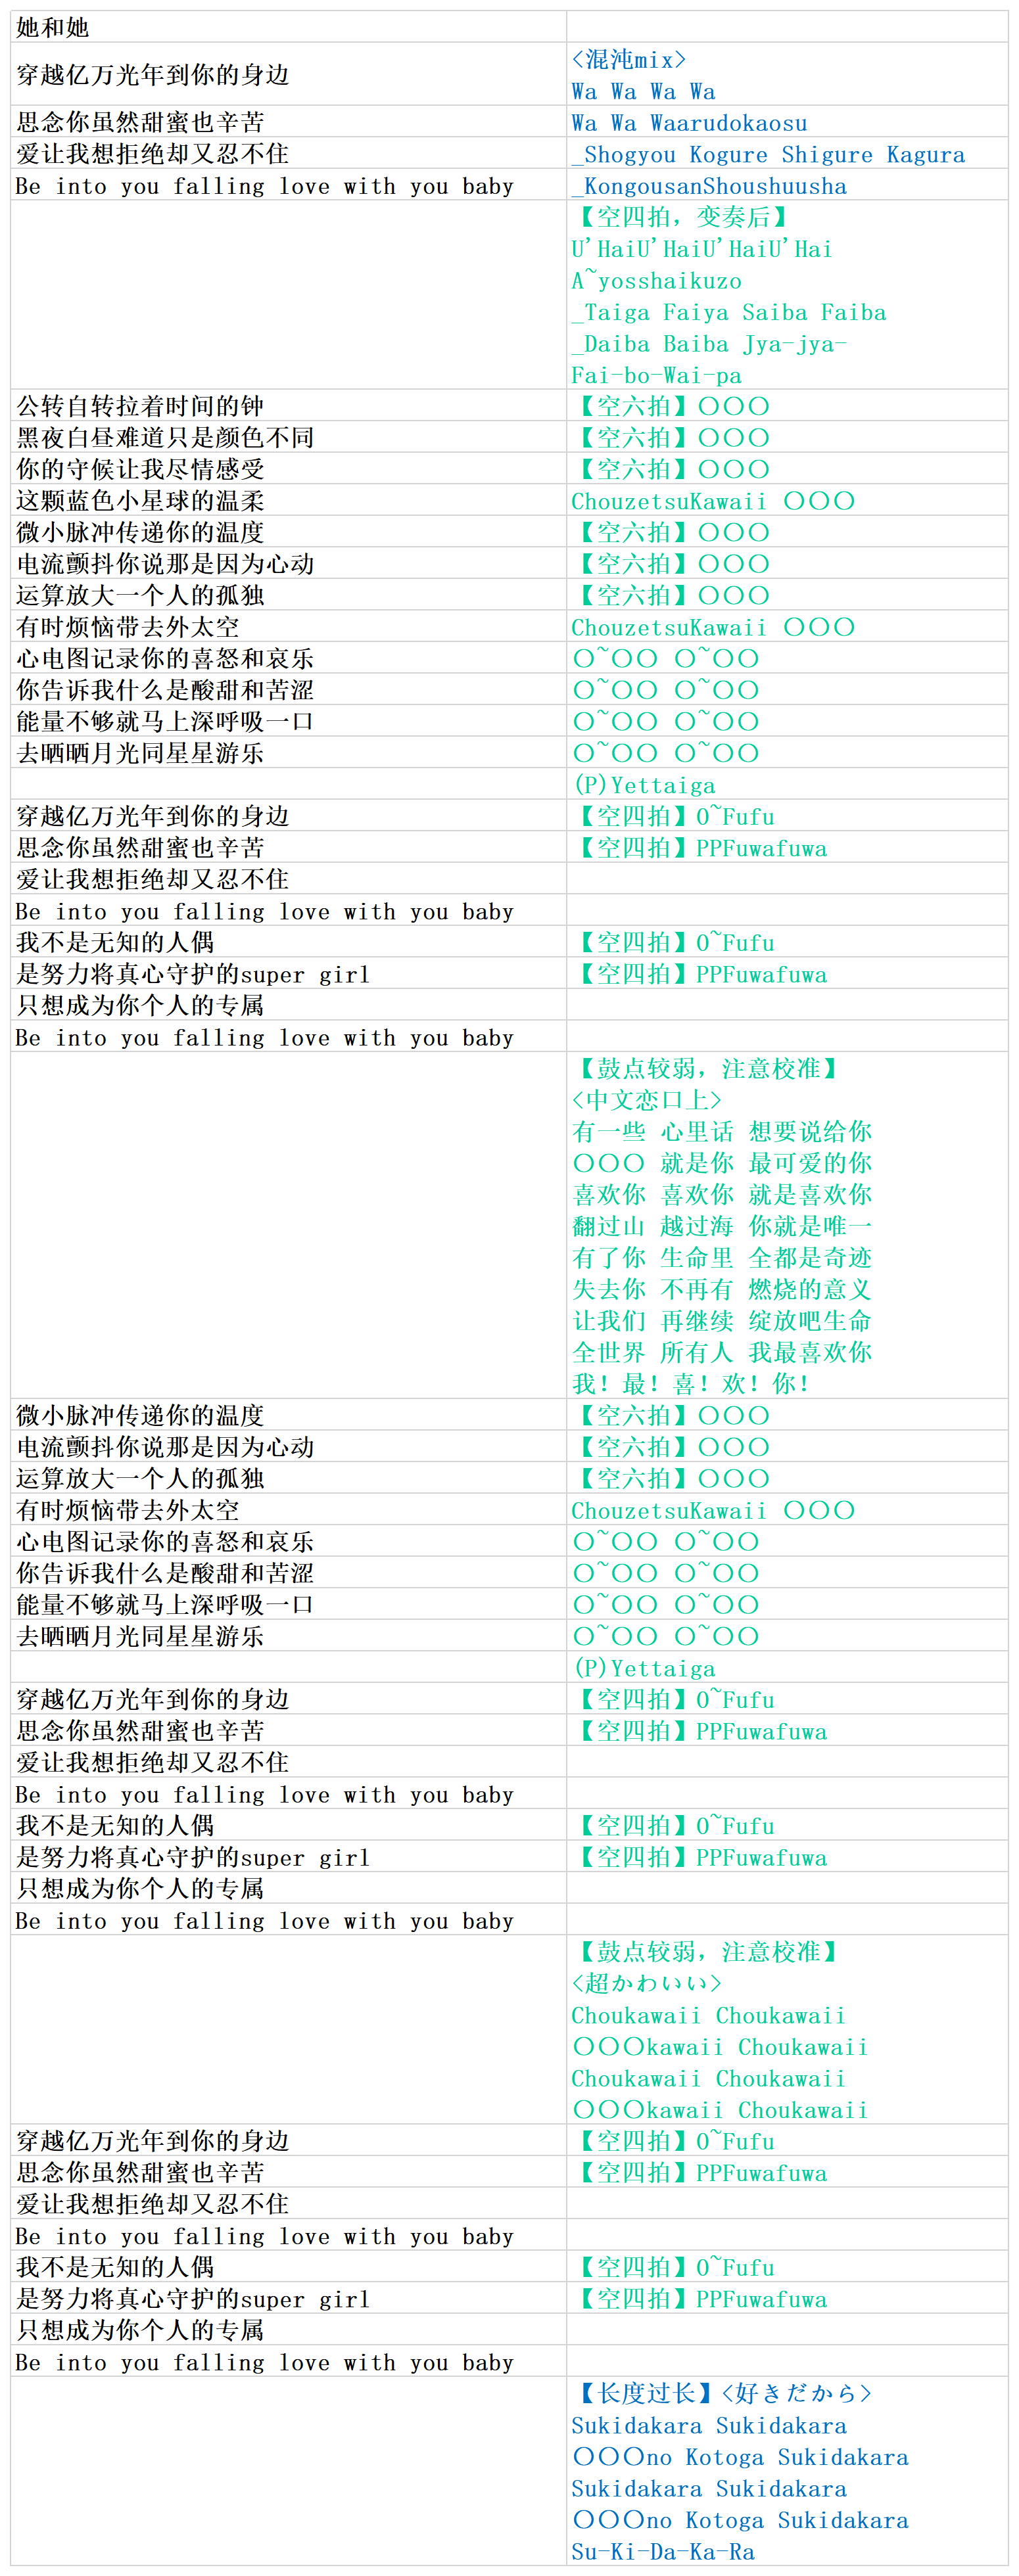 她和她
穿越亿万光年到你的身边
<混沌mix>
Wa Wa Wa Wa
思念你虽然甜蜜也辛苦
Wa Wa Waarudokaosu
爱让我想拒绝却又忍不住
_Shogyou Kogure Shigure Kagura
Be into you falling love with you baby
_KongousanShoushuusha
【空四拍，变奏后】
U'HaiU'HaiU'HaiU'Hai
A~yosshaikuzo
_Taiga Faiya Saiba Faiba
_Daiba Baiba Jya-jya-
Fai-bo-Wai-pa
公转自转拉着时间的钟
【空六拍】〇〇〇
黑夜白昼难道只是颜色不同
【空六拍】〇〇〇
你的守候让我尽情感受
【空六拍】〇〇〇
这颗蓝色小星球的温柔
ChouzetsuKawaii 〇〇〇
微小脉冲传递你的温度
【空六拍】〇〇〇
电流颤抖你说那是因为心动
【空六拍】〇〇〇
运算放大一个人的孤独
【空六拍】〇〇〇
有时烦恼带去外太空
ChouzetsuKawaii 〇〇〇
心电图记录你的喜怒和哀乐
〇~〇〇 〇~〇〇
你告诉我什么是酸甜和苦涩
〇~〇〇 〇~〇〇
能量不够就马上深呼吸一口
〇~〇〇 〇~〇〇
去晒晒月光同星星游乐
〇~〇〇 〇~〇〇
(P)Yettaiga
穿越亿万光年到你的身边
【空四拍】O~Fufu
思念你虽然甜蜜也辛苦
【空四拍】PPFuwafuwa
爱让我想拒绝却又忍不住
Be into you falling love with you baby
我不是无知的人偶
【空四拍】O~Fufu
是努力将真心守护的super girl
【空四拍】PPFuwafuwa
只想成为你个人的专属
Be into you falling love with you baby
【鼓点较弱，注意校准】
<中文恋口上>
有一些 心里话 想要说给你
〇〇〇 就是你 最可爱的你
喜欢你 喜欢你 就是喜欢你
翻过山 越过海 你就是唯一
有了你 生命里 全都是奇迹
失去你 不再有 燃烧的意义
让我们 再继续 绽放吧生命
全世界 所有人 我最喜欢你
我！最！喜！欢！你！
微小脉冲传递你的温度
【空六拍】〇〇〇
电流颤抖你说那是因为心动
【空六拍】〇〇〇
运算放大一个人的孤独
【空六拍】〇〇〇
有时烦恼带去外太空
ChouzetsuKawaii 〇〇〇
心电图记录你的喜怒和哀乐
〇~〇〇 〇~〇〇
你告诉我什么是酸甜和苦涩
〇~〇〇 〇~〇〇
能量不够就马上深呼吸一口
〇~〇〇 〇~〇〇
去晒晒月光同星星游乐
〇~〇〇 〇~〇〇
(P)Yettaiga
穿越亿万光年到你的身边
【空四拍】O~Fufu
思念你虽然甜蜜也辛苦
【空四拍】PPFuwafuwa
爱让我想拒绝却又忍不住
Be into you falling love with you baby
我不是无知的人偶
【空四拍】O~Fufu
是努力将真心守护的super girl
【空四拍】PPFuwafuwa
只想成为你个人的专属
Be into you falling love with you baby
【鼓点较弱，注意校准】
<超かわいい>
Choukawaii Choukawaii
〇〇〇kawaii Choukawaii
Choukawaii Choukawaii
〇〇〇kawaii Choukawaii
穿越亿万光年到你的身边
【空四拍】O~Fufu
思念你虽然甜蜜也辛苦
【空四拍】PPFuwafuwa
爱让我想拒绝却又忍不住
Be into you falling love with you baby
我不是无知的人偶
【空四拍】O~Fufu
是努力将真心守护的super girl
【空四拍】PPFuwafuwa
只想成为你个人的专属
Be into you falling love with you baby
【长度过长】<好きだから>
Sukidakara Sukidakara
〇〇〇no Kotoga Sukidakara
Sukidakara Sukidakara
〇〇〇no Kotoga Sukidakara
Su-Ki-Da-Ka-Ra